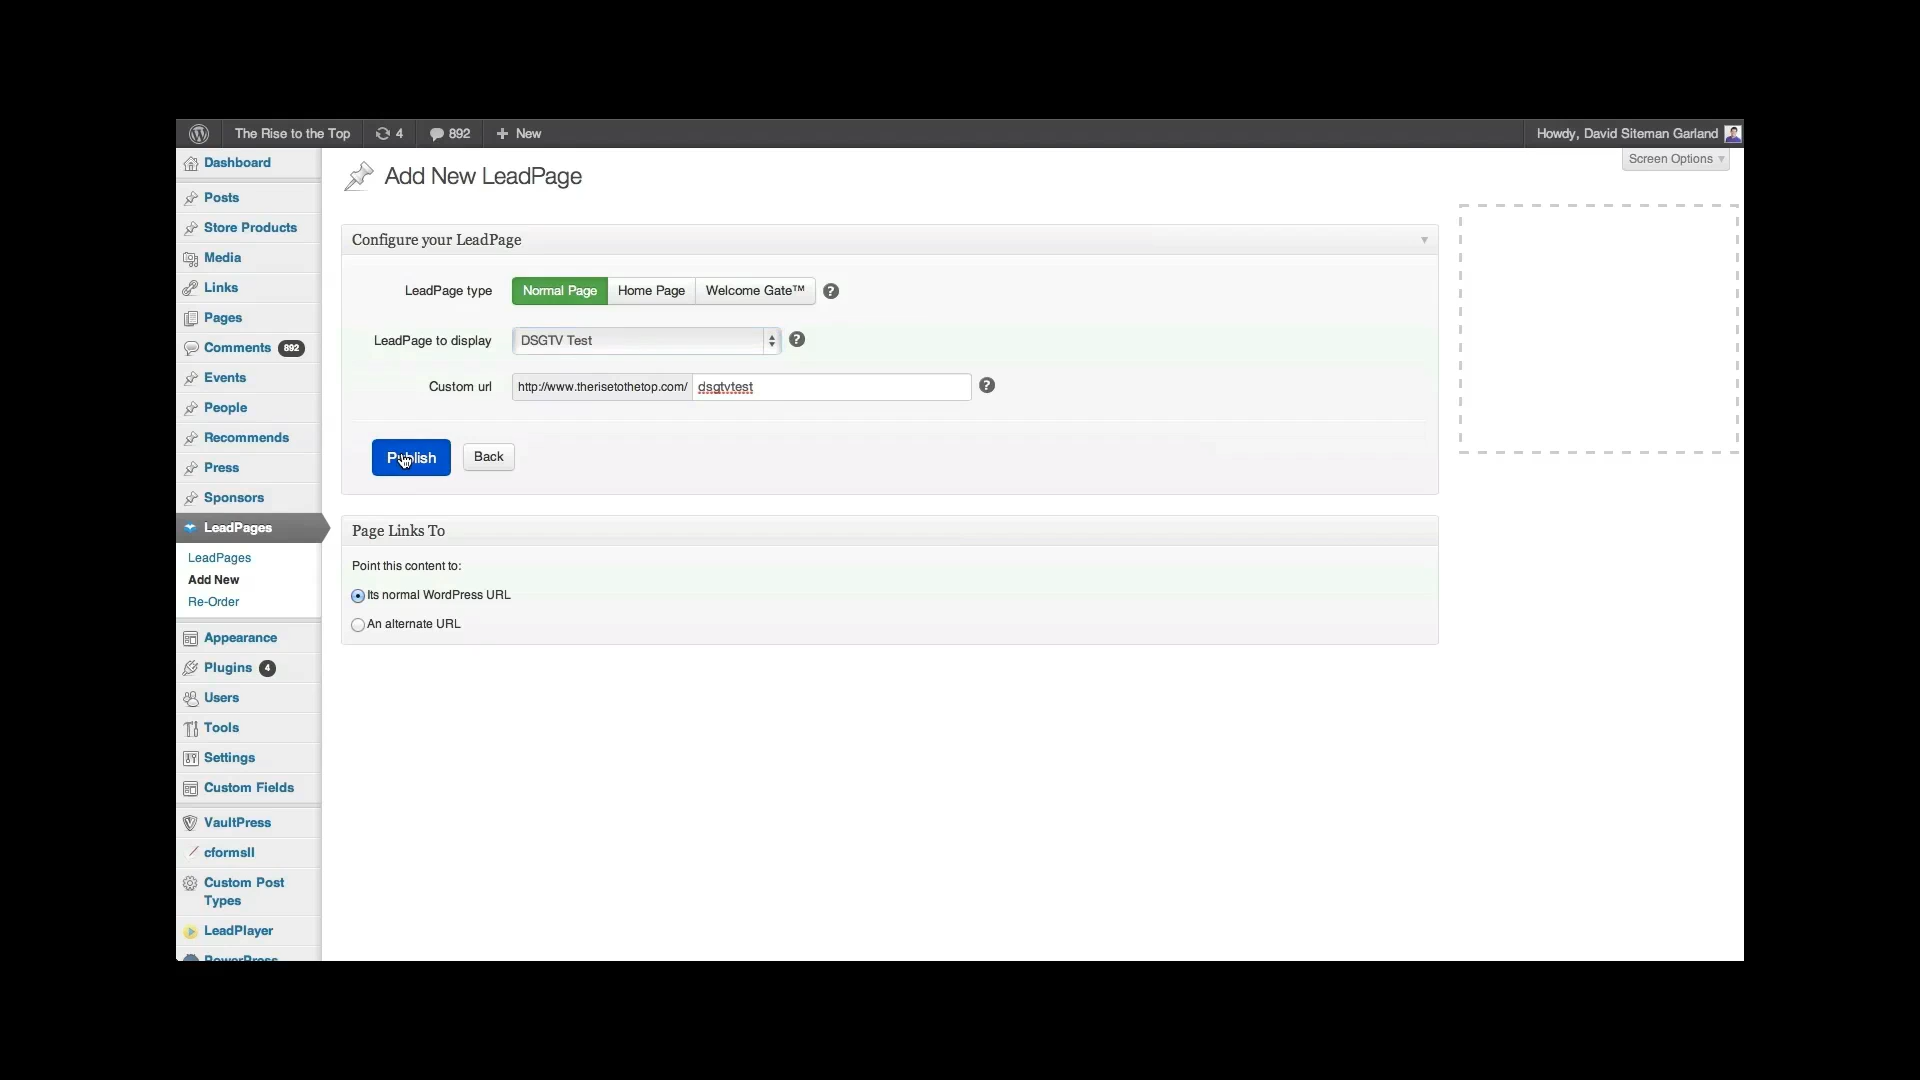 The Rise to the Top 4 892 + New Howdy, David Siteman Garland
Screen Options
Dashboard
Posts
Store Products
Media
Links
Pages
Comments 892
Events
People
Recommends
Press
Sponsors
LeadPages
LeadPages
Add New
Re-Order
Appearance
Plugins 4
Users
Tools
Settings
Custom Fields
VaultPress
cformsII
Custom Post
Types
LeadPlayer
PowerPress
Add New LeadPage
Configure your LeadPage
LeadPage type Normal Page Home Page Welcome Gate™ ?
LeadPage to display DSGTV Test ?
Custom url http://www.therisetothetop.com/ dsgtvtest ?
Publish Back
Page Links To
Point this content to:
Its normal WordPress URL
An alternate URL